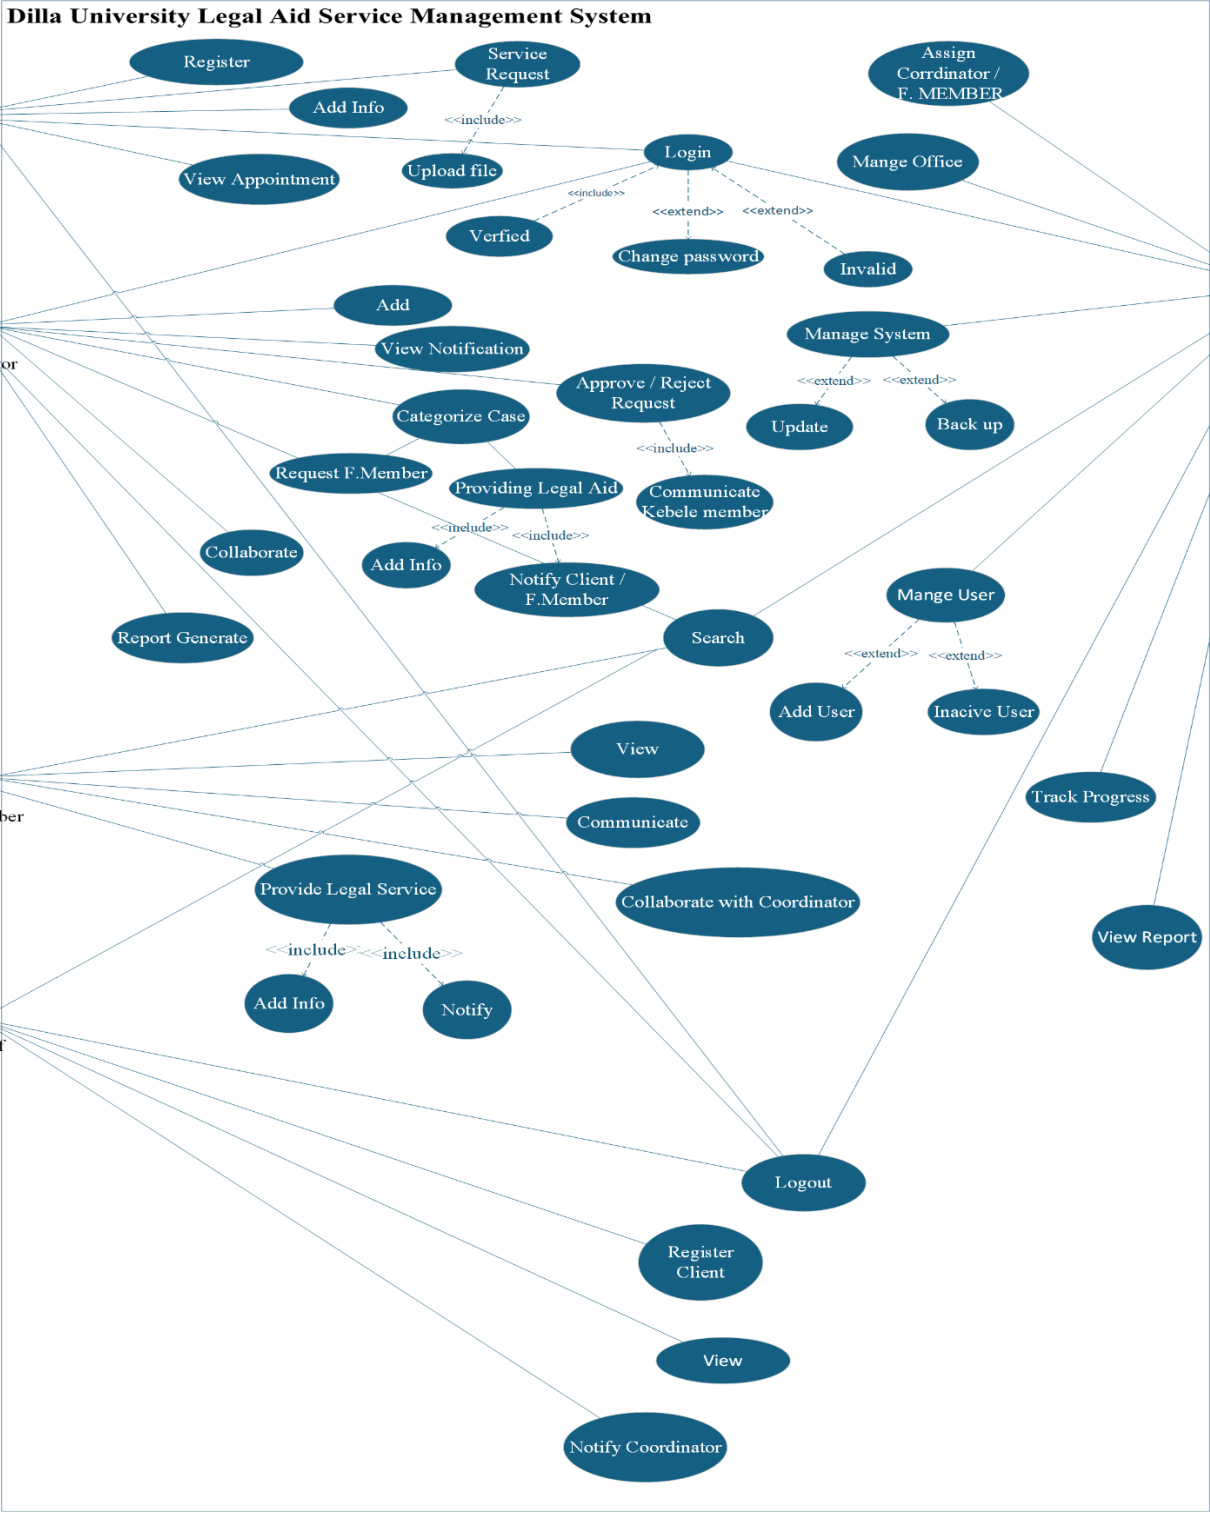 Dilla University Legal Aid Service Management System
Register
Service
Request
Assign
Corrdinator /
F. MEMBER
Add Info
<<include>>
Login
Mange Office
View Appointment
Upload file
<<include>>
<<extend>>
<<extend>>
Verfied
Change password
Invalid
Add
View Notification
Manage System
or
Approve / Reject
Request
<<extend>>
<<extend>>
Categorize Case
Update
Back up
<<include>>
Request F.Member
Providing Legal Aid
Communicate
Kebele member
<<include>>
<<include>>
Collaborate
Add Info
Notify Client /
F.Member
Mange User
Report Generate
Search
<<extend>>
<<extend>>
Add User
Inacive User
View
Track Progress
ber
Communicate
Provide Legal Service
Collaborate with Coordinator
View Report
<<include>>
<<include>>
Add Info
Notify
f
Logout
Register
Client
View
Notify Coordinator